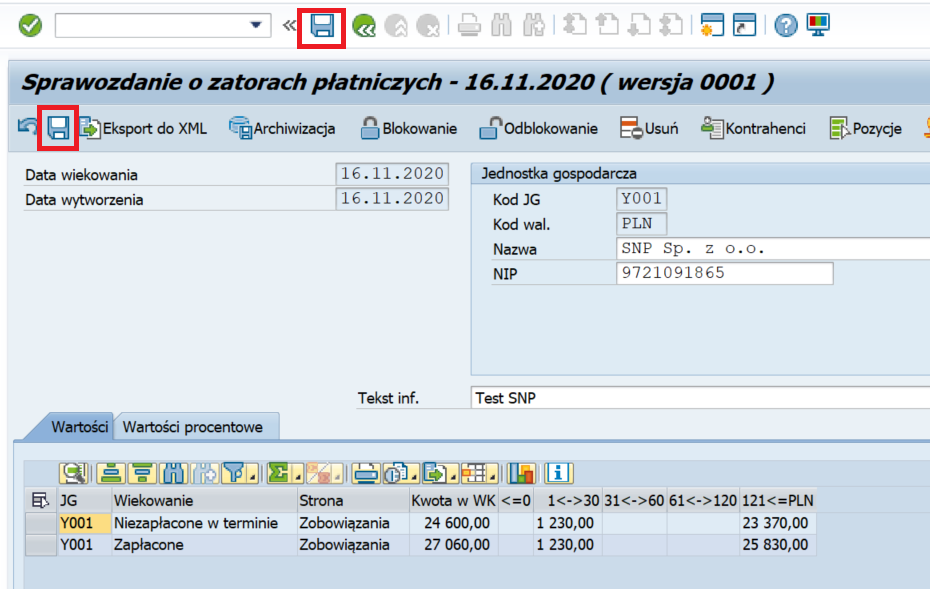 Sprawozdanie o zatorach płatniczych - 16.11.2020 ( wersja 0001 )
Eksport do XML Archiwizacja Blokowanie Odblokowanie Usuń Kontrahenci Pozycje
Data wiekowania 16.11.2020
Data wytworzenia 16.11.2020
Jednostka gospodarcza
Kod JG Y001
Kod wal. PLN
Nazwa SNP Sp. z o.o.
NIP 9721091865
Tekst inf. Test SNP
Wartości Wartości procentowe
JG Wiekowanie Strona Kwota w WK <=0 1<->30 31<->60 61<->120 121<=PLN
Y001 Niezapłacone w terminie Zobowiązania 24 600,00 1 230,00 23 370,00
Y001 Zapłacone Zobowiązania 27 060,00 1 230,00 25 830,00